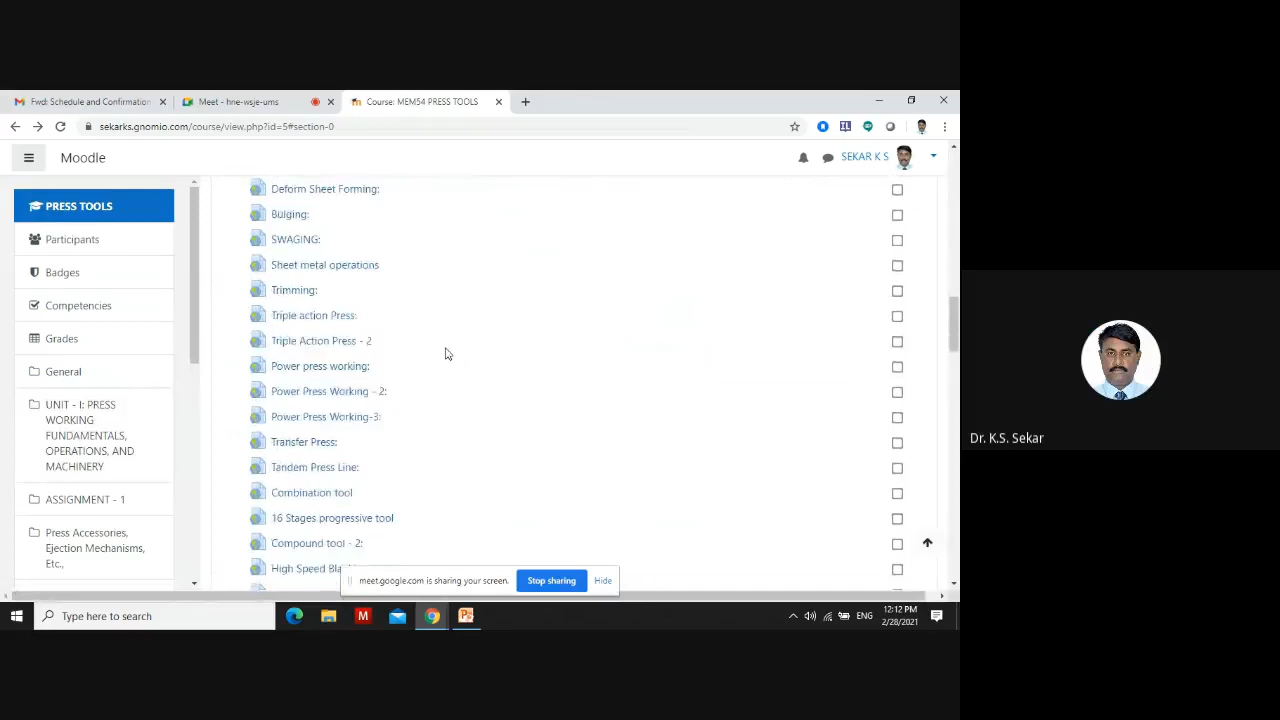 Fwd: Schedule and Confirmation
Meet - hne-wsje-ums
Course: MEM54 PRESS TOOLS
sekarks.gnomio.com/course/view.php?id=5#section-0
Moodle
SEKAR K S
PRESS TOOLS
Participants
Badges
Competencies
Grades
General
UNIT - I: PRESS
WORKING
FUNDAMENTALS,
OPERATIONS, AND
MACHINERY
ASSIGNMENT - 1
Press Accessories,
Ejection Mechanisms,
Etc.,
Deform Sheet Forming:
Bulging:
SWAGING:
Sheet metal operations
Trimming:
Triple action Press:
Triple Action Press - 2
Power press working:
Power Press Working - 2:
Power Press Working-3:
Transfer Press:
Tandem Press Line:
Combination tool
16 Stages progressive tool
Compound tool - 2:
High Speed
meet.google.com is sharing your screen.
Stop sharing
Hide
Type here to search
ENG
12:12 PM
2/28/2021
Dr. K.S. Sekar